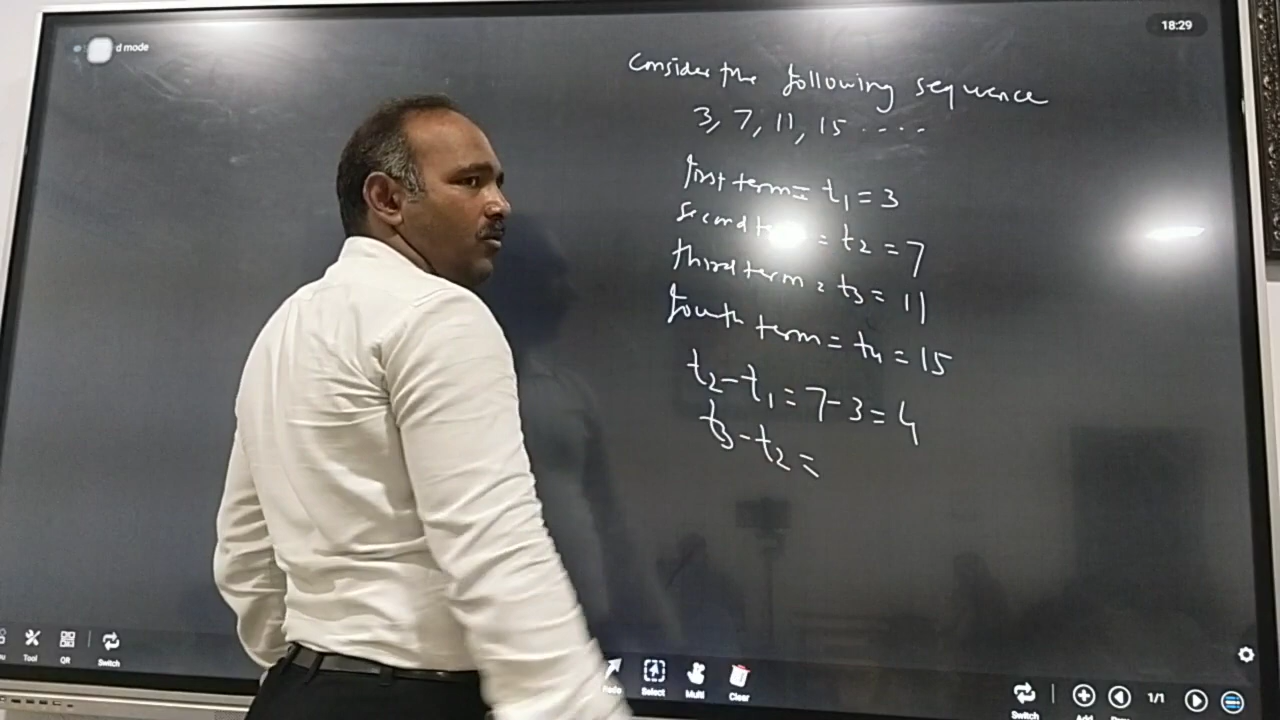 18:29
d mode
Consider the following sequence
3, 7, 11, 15 ....
first term = t₁ = 3
second te = t₂ = 7
third term = t₃ = 11
fourth term = t₄ = 15
t₂ - t₁ = 7 - 3 = 4
t₃ - t₂ =
Tool QR Switch
Select Multi Clear
Switch 1/1